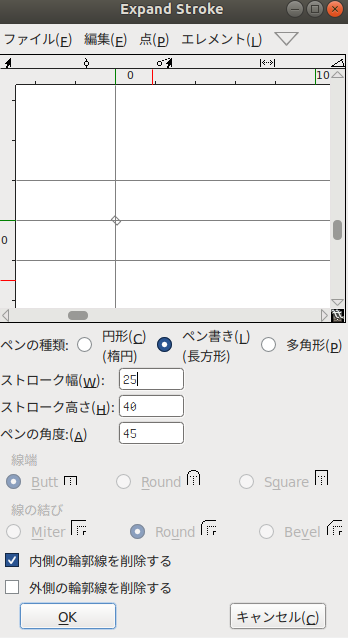 Expand Stroke
ファイル(F) 編集(E) 点(P) エレメント(L)
0 10
0
ペンの種類: 円形(C) ペン書き(L) 多角形(P)
(楕円) (長方形)
ストローク幅(W): 25
ストローク高さ(H): 40
ペンの角度:(A) 45
線端
Butt Round Square
線の結び
Miter Round Bevel
内側の輪郭線を削除する
外側の輪郭線を削除する
OK キャンセル(C)